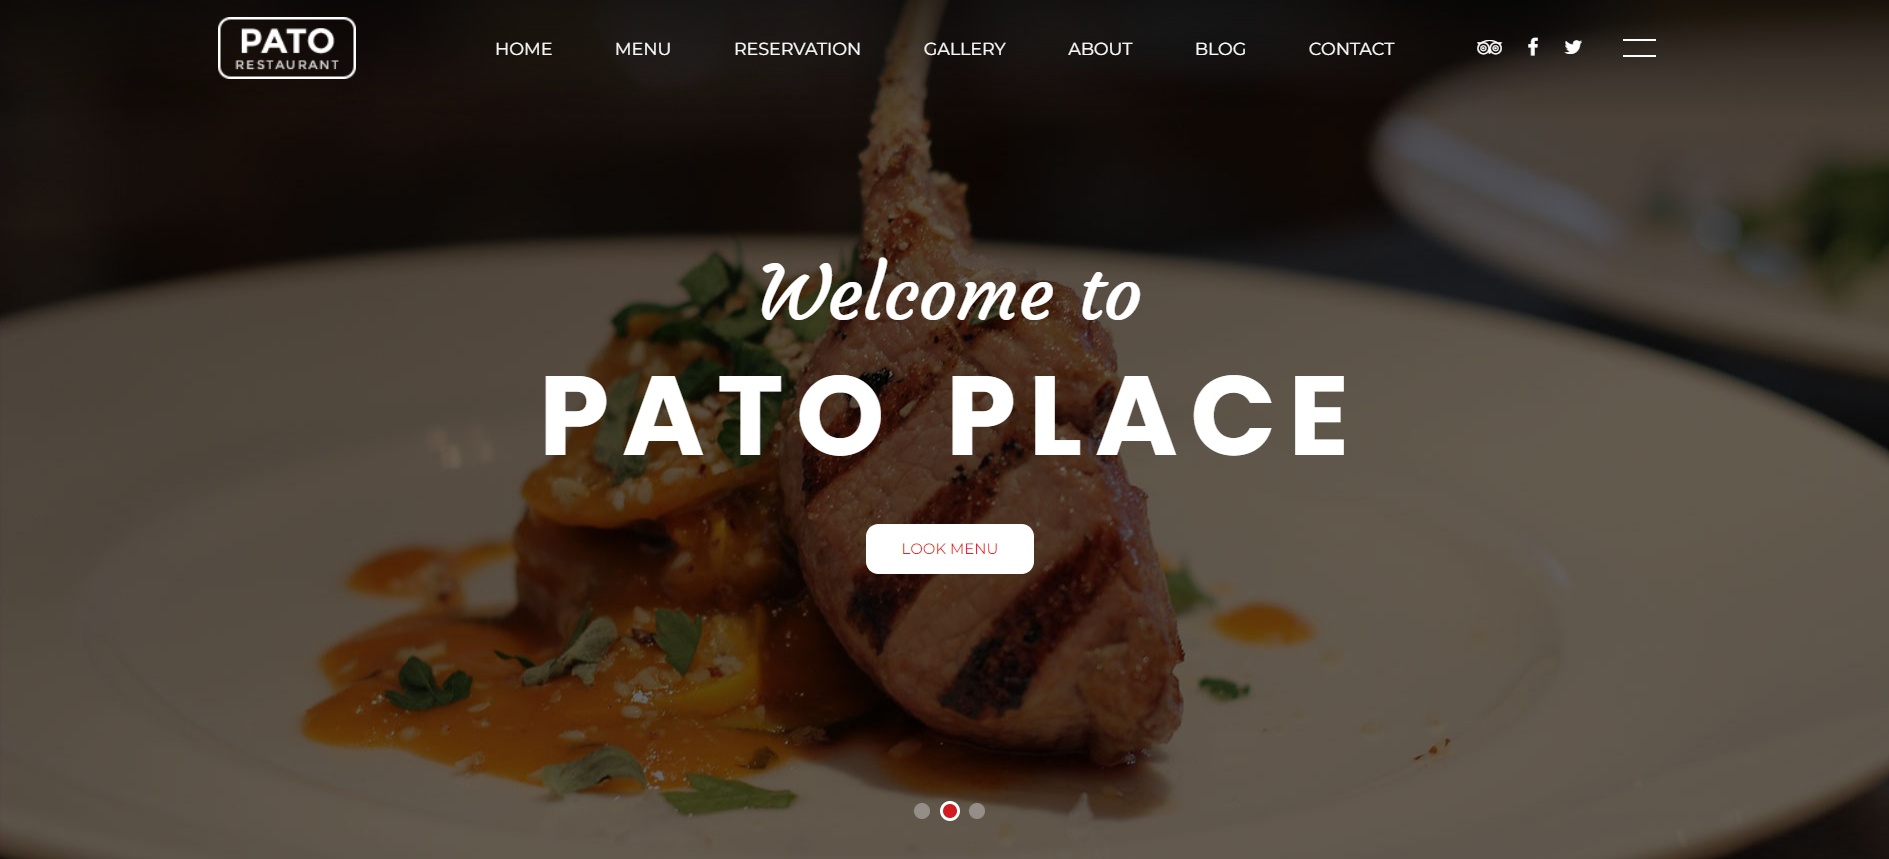 PATO
RESTAURANT
HOME MENU RESERVATION GALLERY ABOUT BLOG CONTACT
Welcome to
PATO PLACE
LOOK MENU